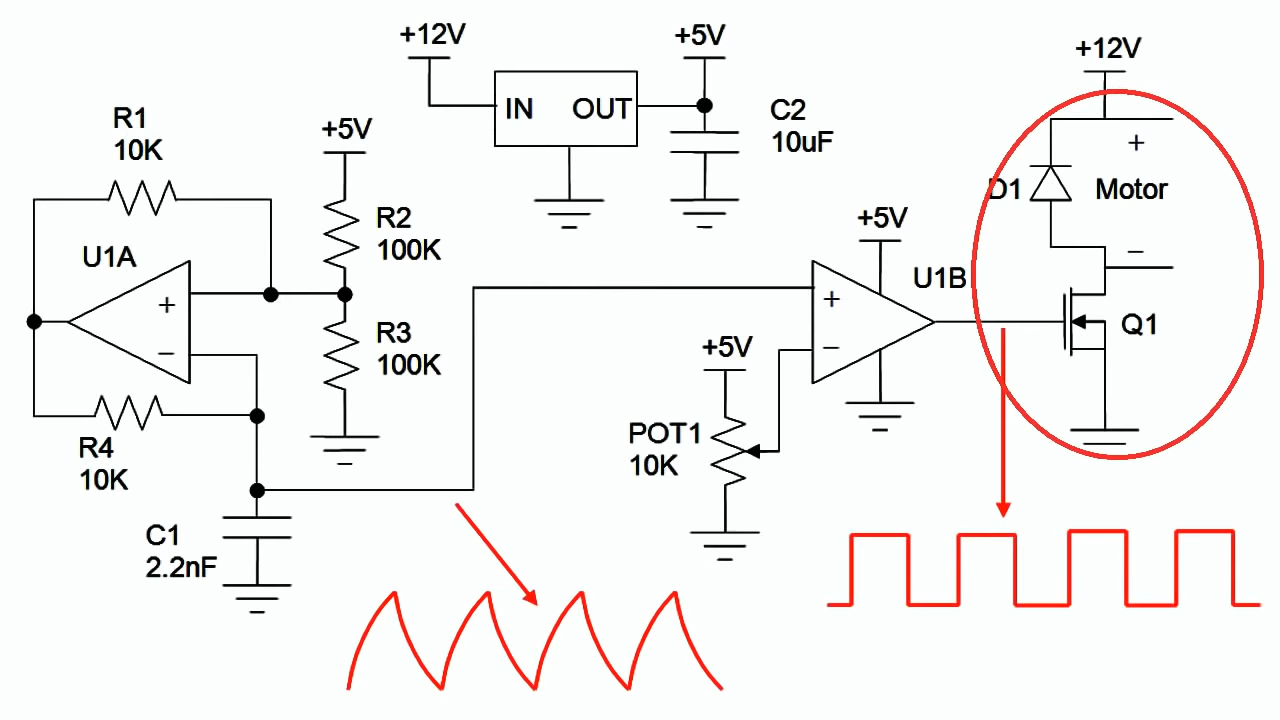 +12V
+5V
+12V
IN OUT
C2
10uF
R1
10K
+5V
+
D1
Motor
−
R2
100K
U1A
+
−
R3
100K
+5V
U1B
+
−
Q1
+5V
POT1
10K
R4
10K
C1
2.2nF